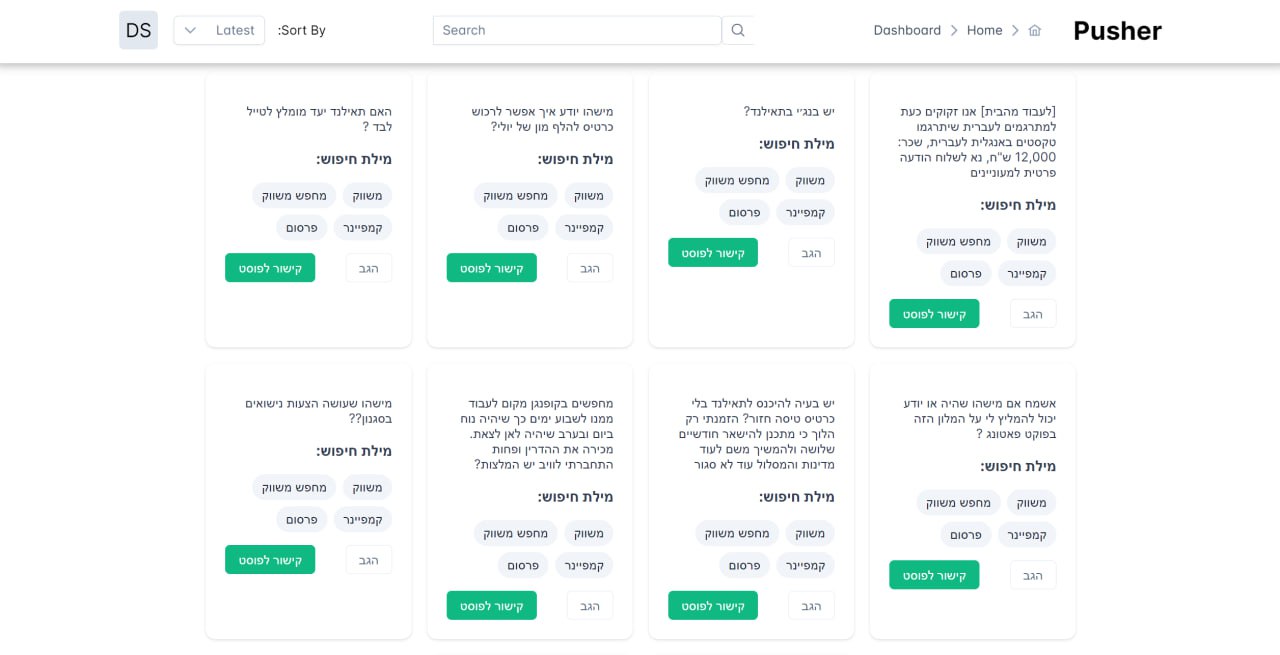 Pusher
Home
Dashboard
Search
:Sort By
Latest
DS
[לעבוד מהבית] אנו זקוקים כעת
למתרגמים לעברית שיתרגמו
טקסטים באנגלית לעברית, שכר:
12,000 ש"ח, נא לשלוח הודעה
פרטית למעוניינים
מילת חיפוש:
משווק
מחפש משווק
קמפיינר
פרסום
הגב
קישור לפוסט
יש בנג׳י בתאילנד?
מילת חיפוש:
משווק
מחפש משווק
קמפיינר
פרסום
הגב
קישור לפוסט
מישהו יודע איך אפשר לרכוש
כרטיס להלף מון של יולי?
מילת חיפוש:
משווק
מחפש משווק
קמפיינר
פרסום
הגב
קישור לפוסט
האם תאילנד יעד מומלץ לטייל
לבד ?
מילת חיפוש:
משווק
מחפש משווק
קמפיינר
פרסום
הגב
קישור לפוסט
אשמח אם מישהו שהיה או יודע
יכול להמליץ לי על המלון הזה
בפוקט פאטונג ?
מילת חיפוש:
משווק
מחפש משווק
קמפיינר
פרסום
הגב
קישור לפוסט
יש בעיה להיכנס לתאילנד בלי
כרטיס טיסה חזור? הזמנתי רק
הלוך כי מתכנן להישאר חודשיים
שלושה ולהמשיך משם לעוד
מדינות והמסלול עוד לא סגור
מילת חיפוש:
משווק
מחפש משווק
קמפיינר
פרסום
הגב
קישור לפוסט
מחפשים בקופנגן מקום לעבוד
ממנו לשבוע ימים כך שיהיה נוח
ביום ובערב שיהיה לאן לצאת.
מכירה את ההדרין ופחות
התחברתי לוויב יש המלצות?
מילת חיפוש:
משווק
מחפש משווק
קמפיינר
פרסום
הגב
קישור לפוסט
מישהו שעושה הצעות נישואים
בסגנון??
מילת חיפוש:
משווק
מחפש משווק
קמפיינר
פרסום
הגב
קישור לפוסט